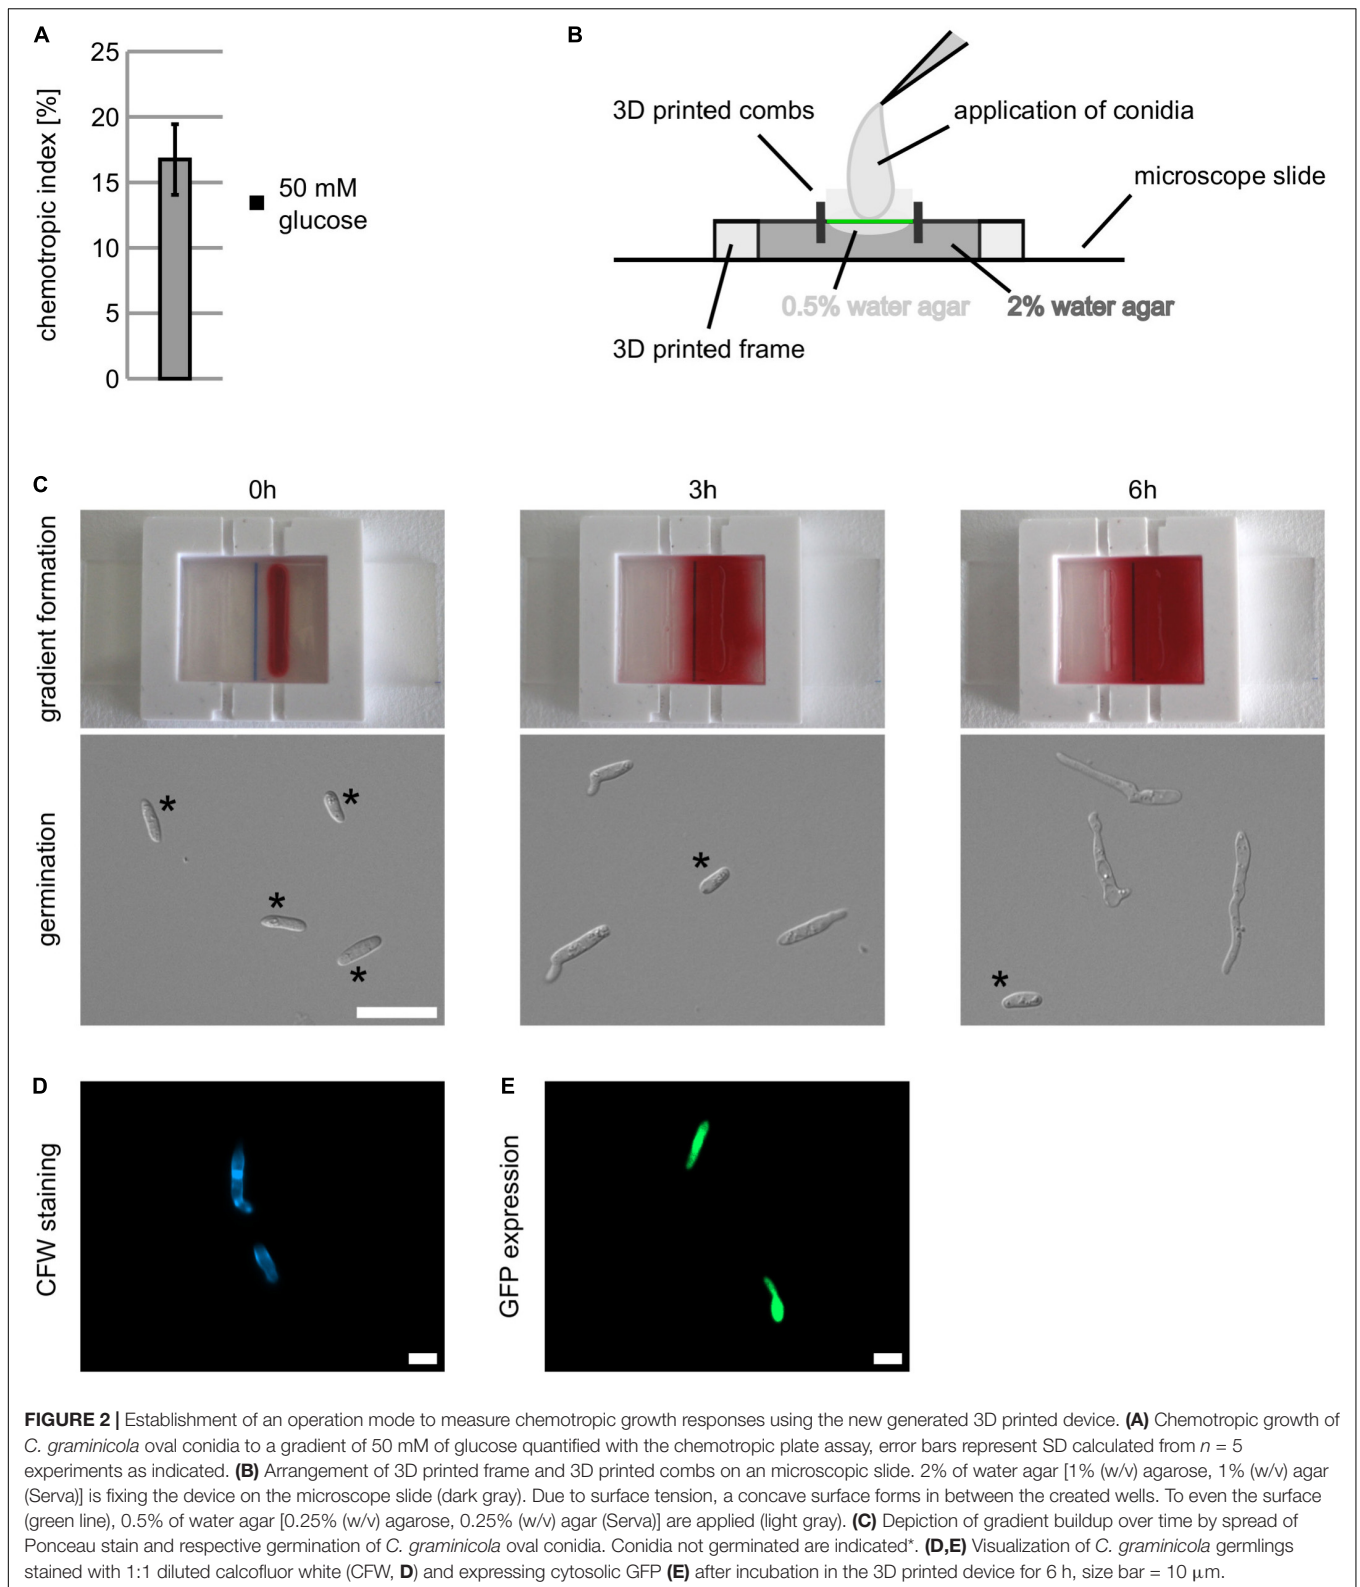 A
25
20
15
10
5
0
chemotropic index [%]
50 mM
glucose
B
3D printed combs
application of conidia
microscope slide
0.5% water agar
2% water agar
3D printed frame
C
0h
3h
6h
gradient formation
germination
*
*
*
*
*
*
D
CFW staining
E
GFP expression
FIGURE 2 | Establishment of an operation mode to measure chemotropic growth responses using the new generated 3D printed device. (A) Chemotropic growth of
C. graminicola oval conidia to a gradient of 50 mM of glucose quantified with the chemotropic plate assay, error bars represent SD calculated from n = 5
experiments as indicated. (B) Arrangement of 3D printed frame and 3D printed combs on an microscopic slide. 2% of water agar [1% (w/v) agarose, 1% (w/v) agar
(Serva)] is fixing the device on the microscope slide (dark gray). Due to surface tension, a concave surface forms in between the created wells. To even the surface
(green line), 0.5% of water agar [0.25% (w/v) agarose, 0.25% (w/v) agar (Serva)] are applied (light gray). (C) Depiction of gradient buildup over time by spread of
Ponceau stain and respective germination of C. graminicola oval conidia. Conidia not germinated are indicated*. (D,E) Visualization of C. graminicola germlings
stained with 1:1 diluted calcofluor white (CFW, D) and expressing cytosolic GFP (E) after incubation in the 3D printed device for 6 h, size bar = 10 μm.